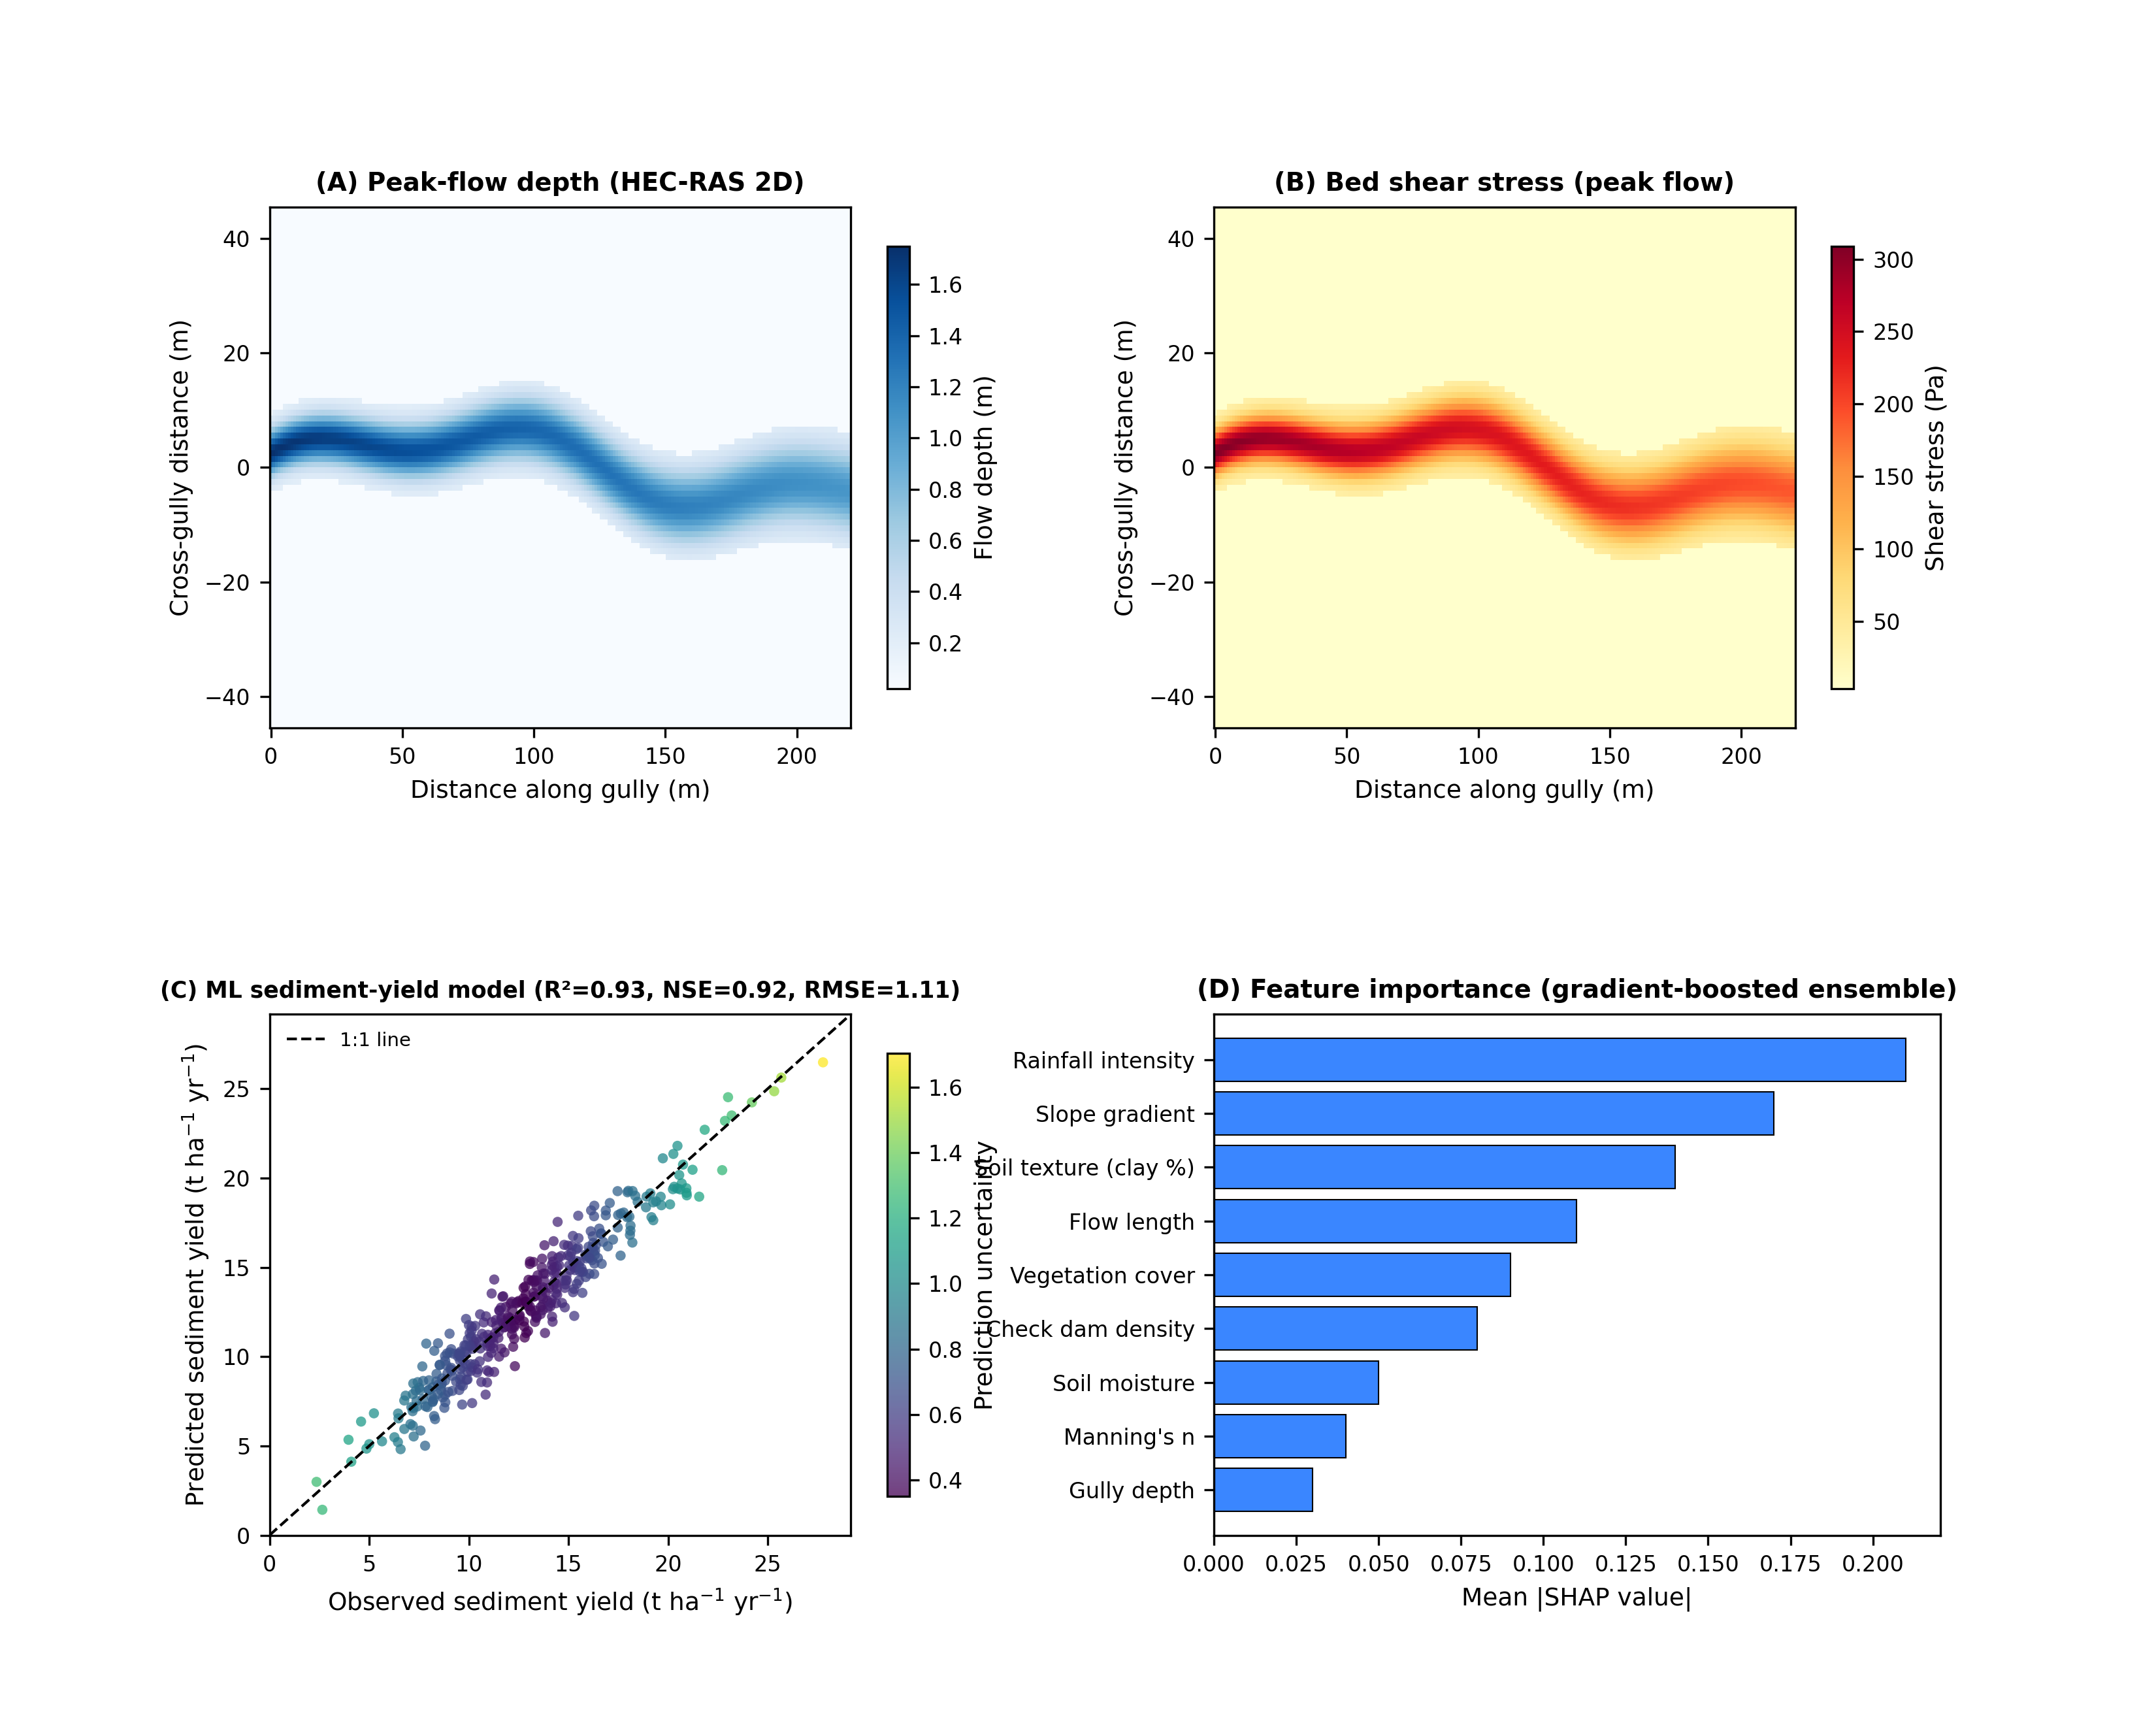 (A) Peak-flow depth (HEC-RAS 2D)
40
20
0
−20
−40
Cross-gully distance (m)
0 50 100 150 200
Distance along gully (m)
1.6
1.4
1.2
1.0
0.8
0.6
0.4
0.2
Flow depth (m)
(B) Bed shear stress (peak flow)
40
20
0
−20
−40
Cross-gully distance (m)
0 50 100 150 200
Distance along gully (m)
300
250
200
150
100
50
Shear stress (Pa)
(C) ML sediment-yield model (R²=0.93, NSE=0.92, RMSE=1.11)
1:1 line
25
20
15
10
5
0
Predicted sediment yield (t ha⁻¹ yr⁻¹)
0 5 10 15 20 25
Observed sediment yield (t ha⁻¹ yr⁻¹)
1.6
1.4
1.2
1.0
0.8
0.6
0.4
Prediction uncertainty
(D) Feature importance (gradient-boosted ensemble)
Rainfall intensity
Slope gradient
Soil texture (clay %)
Flow length
Vegetation cover
Check dam density
Soil moisture
Manning's n
Gully depth
0.000 0.025 0.050 0.075 0.100 0.125 0.150 0.175 0.200
Mean |SHAP value|